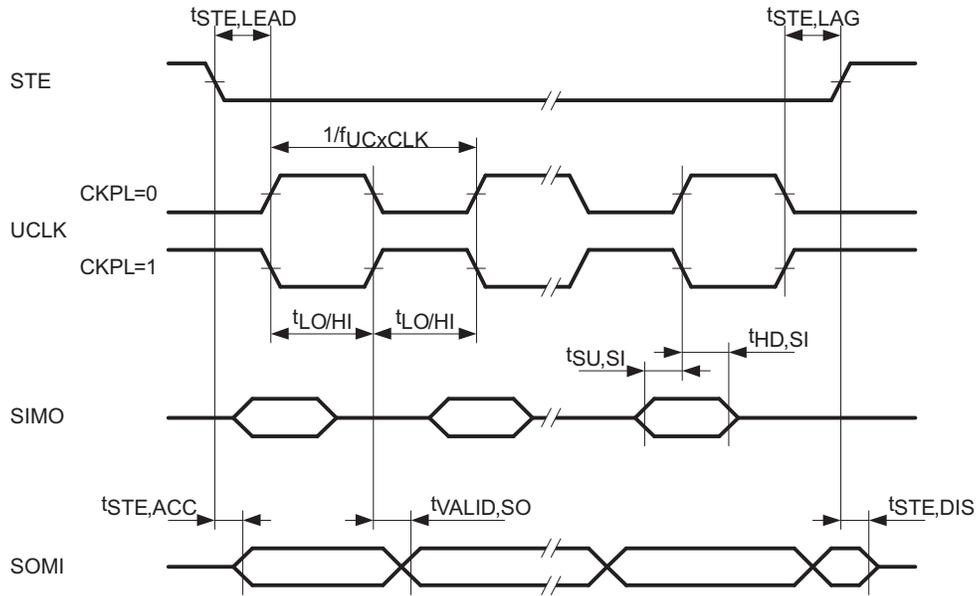 tSTE,LEAD
tSTE,LAG
STE
1/fUCxCLK
CKPL=0
UCLK
CKPL=1
tLO/HI
tLO/HI
tSU,SI
tHD,SI
SIMO
tSTE,ACC
tVALID,SO
tSTE,DIS
SOMI